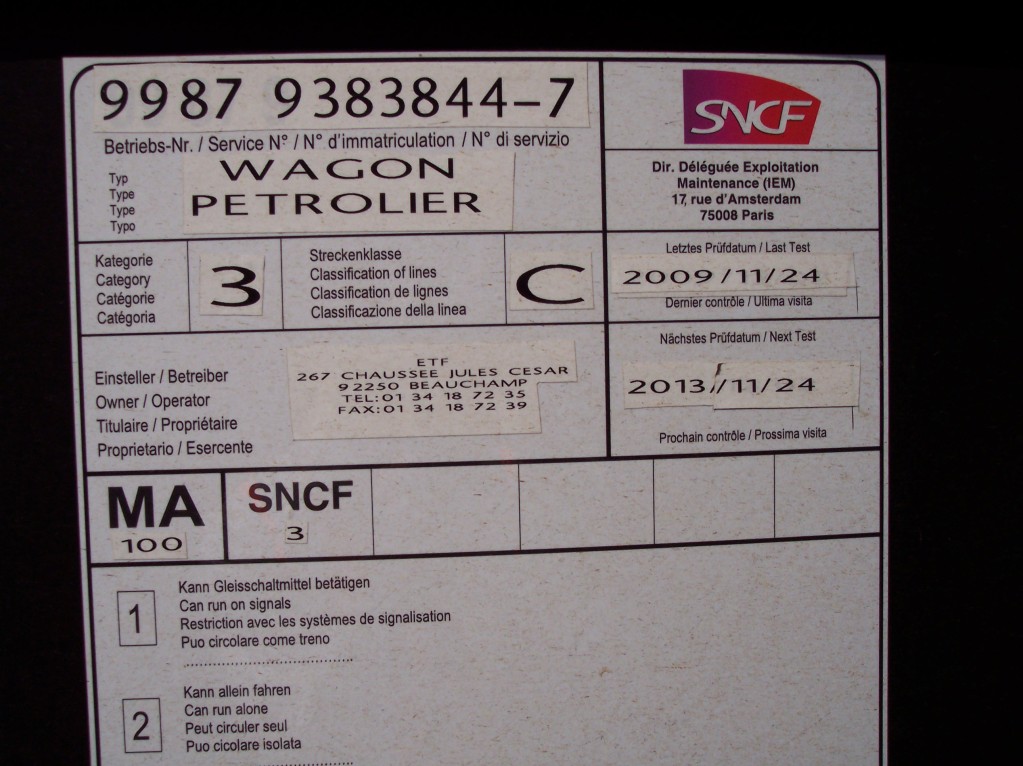 9987 9383844-7
Betriebs-Nr. / Service N° / N° d'immatriculation / N° di servizio
Typ
Type
Type
Typo
WAGON
PETROLIER
SNCF
Dir. Déléguée Exploitation
Maintenance (IEM)
17, rue d'Amsterdam
75008 Paris
Kategorie
Category
Catégorie
Catégoria
3
Streckenklasse
Classification of lines
Classification de lignes
Classificazione della linea
C
Letztes Prüfdatum / Last Test
2009/11/24
Dernier contrôle / Ultima visita
Nächstes Prüfdatum / Next Test
2013/11/24
Prochain contrôle / Prossima visita
Einsteller / Betreiber
Owner / Operator
Titulaire / Propriétaire
Proprietario / Esercente
ETF
267 CHAUSSEE JULES CESAR
92250 BEAUCHAMP
TEL:01 34 18 72 35
FAX:01 34 18 72 39
MA
100
SNCF
3
1
Kann Gleisschaltmittel betätigen
Can run on signals
Restriction avec les systèmes de signalisation
Puo circolare come treno
2
Kann allein fahren
Can run alone
Peut circuler seul
Puo cicolare isolata